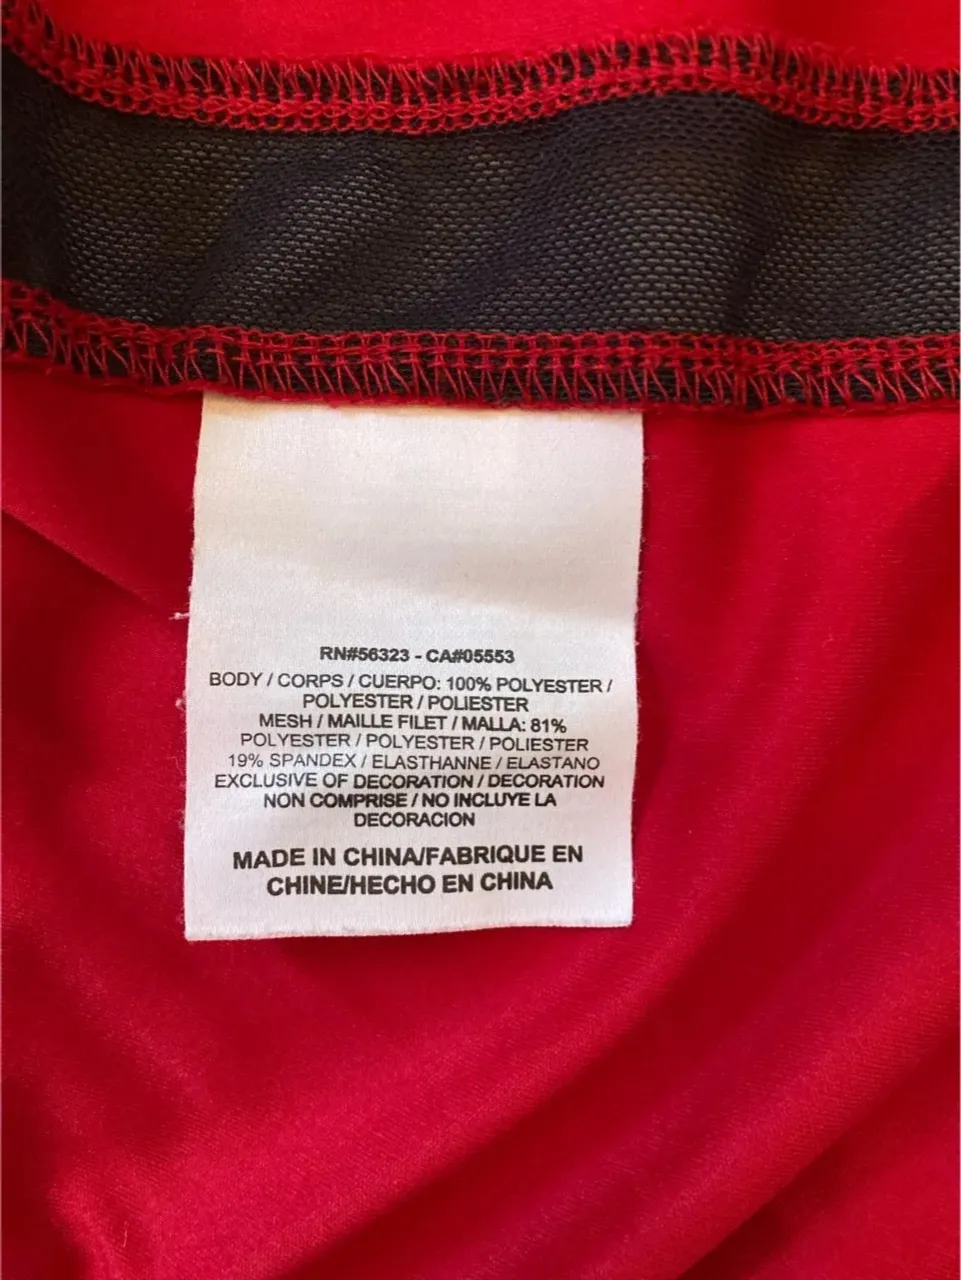 RN#56323 - CA#05553
BODY / CORPS / CUERPO: 100% POLYESTER /
POLYESTER / POLIESTER
MESH / MAILLE FILET / MALLA: 81%
POLYESTER / POLYESTER / POLIESTER
19% SPANDEX / ELASTHANNE / ELASTANO
EXCLUSIVE OF DECORATION / DECORATION
NON COMPRISE / NO INCLUYE LA
DECORACION
MADE IN CHINA/FABRIQUE EN
CHINE/HECHO EN CHINA